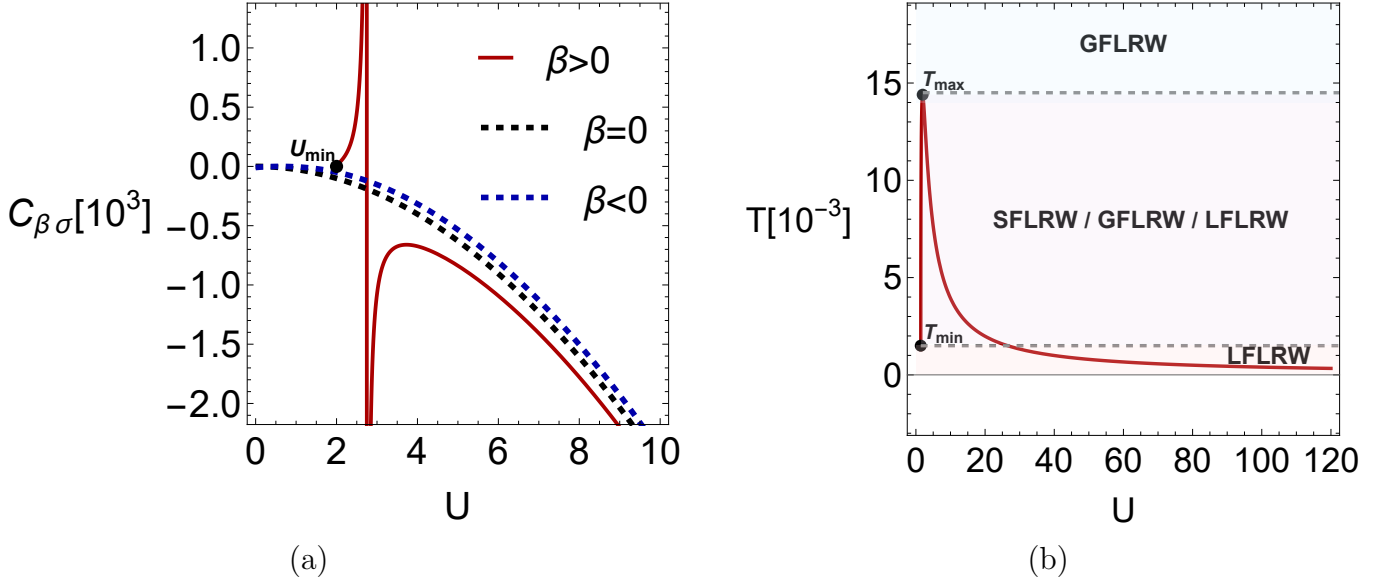 1.0
0.5
0.0
−0.5
−1.0
−1.5
−2.0
C_{β σ}[10^3]
U_min
β>0
β=0
β<0
0 2 4 6 8 10
U
(a)
15
10
5
0
T[10^{−3}]
GFLRW
T_max
SFLRW / GFLRW / LFLRW
T_min
LFLRW
0 20 40 60 80 100 120
U
(b)